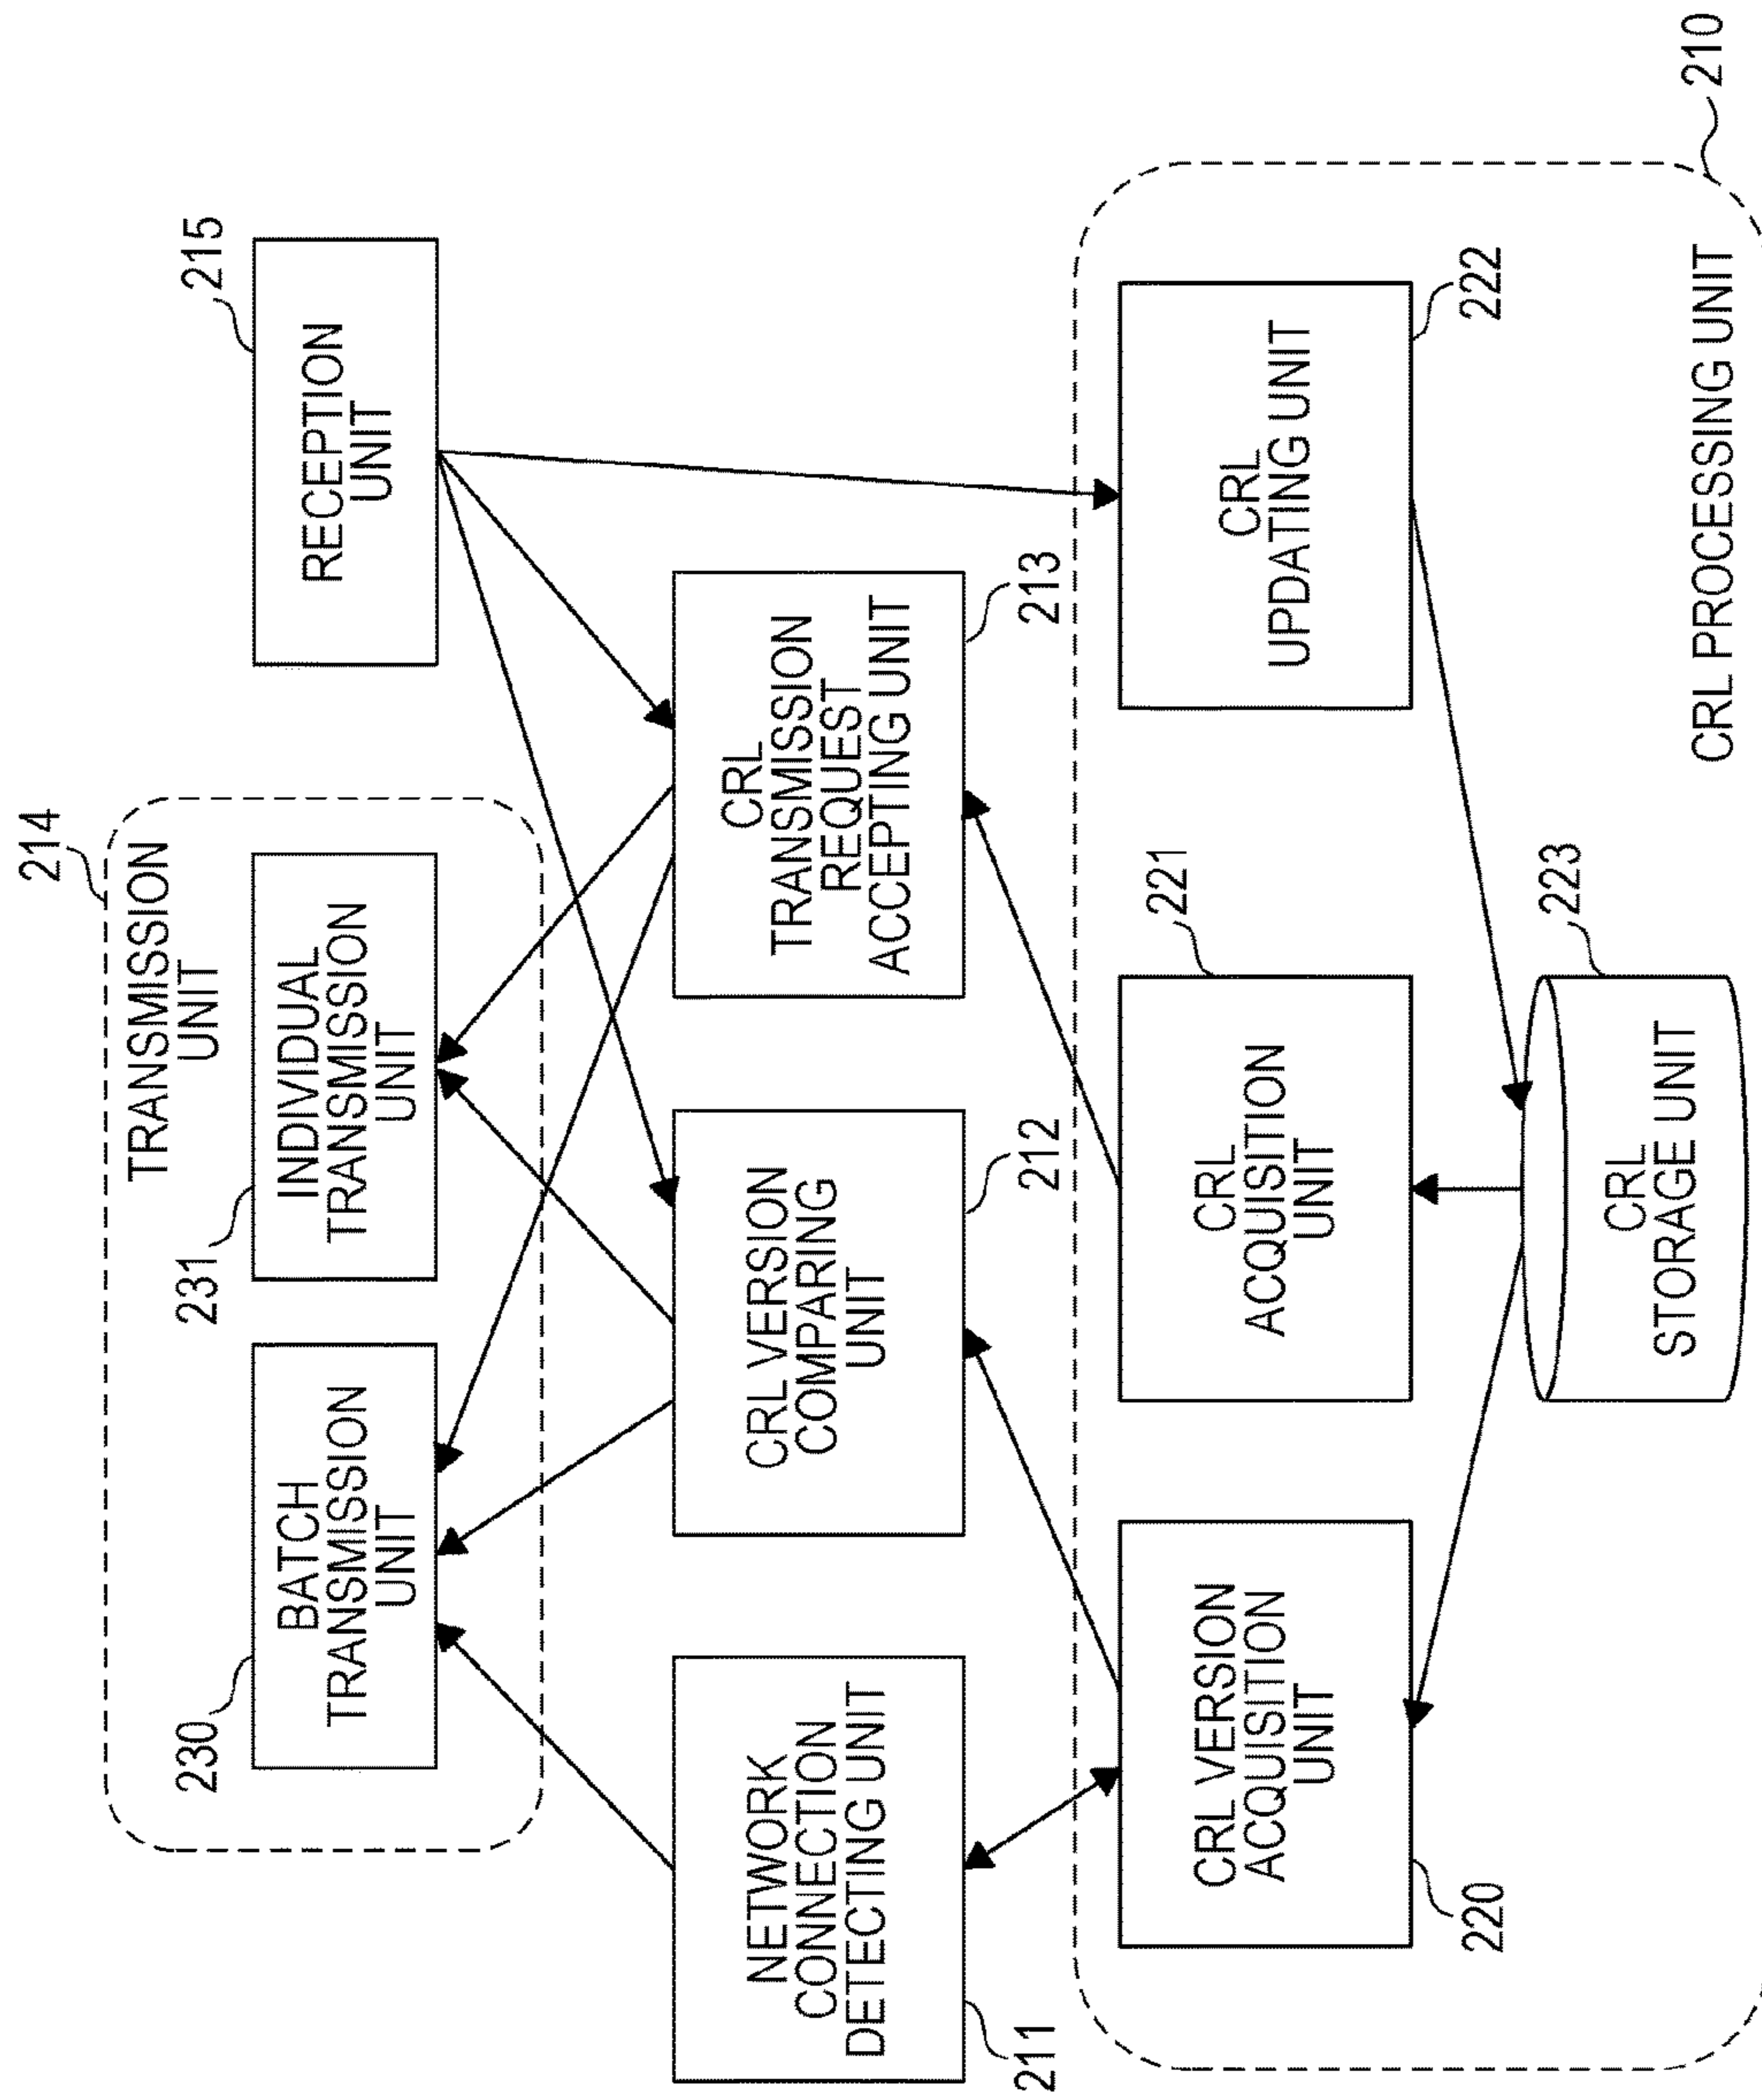 214
TRANSMISSION
UNIT
230
BATCH
TRANSMISSION
UNIT
231
INDIVIDUAL
TRANSMISSION
UNIT
215
RECEPTION
UNIT
NETWORK
CONNECTION
DETECTING UNIT
211
CRL VERSION
COMPARING
UNIT
212
CRL
TRANSMISSION
REQUEST
ACCEPTING UNIT
213
CRL VERSION
ACQUISITION
UNIT
220
221
CRL
ACQUISITION
UNIT
CRL
UPDATING UNIT
222
223
CRL
STORAGE UNIT
CRL PROCESSING UNIT
210